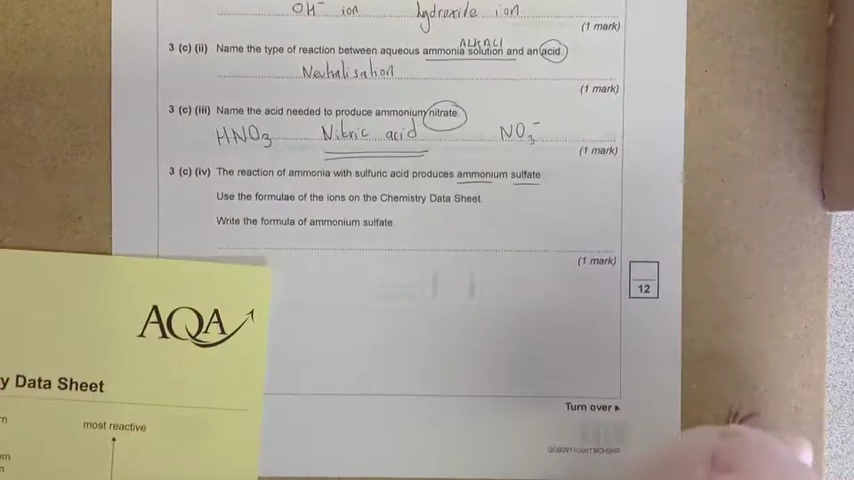 OH⁻ ion hydroxide ion
(1 mark)
ALKALI
3 (c) (ii) Name the type of reaction between aqueous ammonia solution and an acid.
Neutralisation
(1 mark)
3 (c) (iii) Name the acid needed to produce ammonium nitrate.
HNO₃ Nitric acid NO₃⁻
(1 mark)
3 (c) (iv) The reaction of ammonia with sulfuric acid produces ammonium sulfate
Use the formulae of the ions on the Chemistry Data Sheet.
Write the formula of ammonium sulfate.
(1 mark)
12
AQA
y Data Sheet
most reactive
Turn over